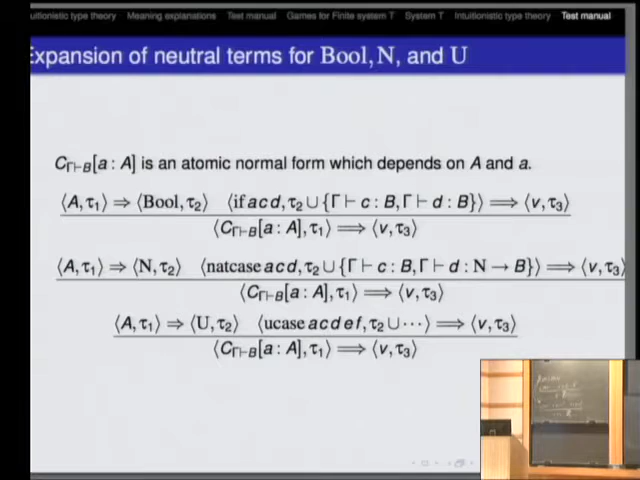 uitionistic type theory Meaning explanations Test manual Games for Finite system T System T Intuitionistic type theory Test manual
Expansion of neutral terms for Bool, N, and U
C_{Γ⊢B}[a : A] is an atomic normal form which depends on A and a.
⟨A, τ₁⟩ ⇒ ⟨Bool, τ₂⟩ ⟨if a c d, τ₂ ∪ {Γ ⊢ c : B, Γ ⊢ d : B}⟩ ⟹ ⟨v, τ₃⟩
⟨C_{Γ⊢B}[a : A], τ₁⟩ ⟹ ⟨v, τ₃⟩
⟨A, τ₁⟩ ⇒ ⟨N, τ₂⟩ ⟨natcase a c d, τ₂ ∪ {Γ ⊢ c : B, Γ ⊢ d : N → B}⟩ ⟹ ⟨v, τ₃⟩
⟨C_{Γ⊢B}[a : A], τ₁⟩ ⟹ ⟨v, τ₃⟩
⟨A, τ₁⟩ ⇒ ⟨U, τ₂⟩ ⟨ucase a c d e f, τ₂ ∪ ⋯⟩ ⟹ ⟨v, τ₃⟩
⟨C_{Γ⊢B}[a : A], τ₁⟩ ⟹ ⟨v, τ₃⟩